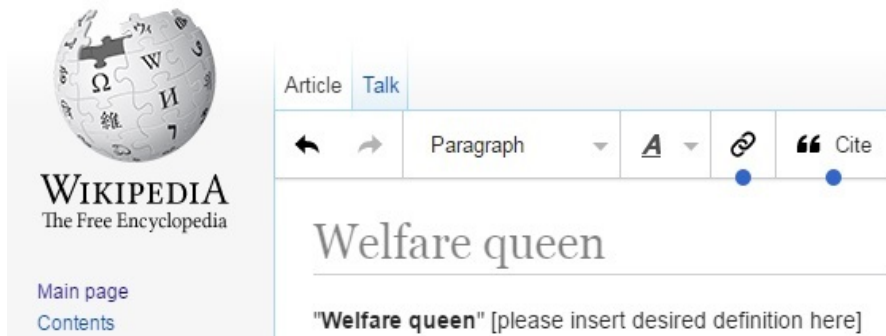 Article Talk
Paragraph A Cite
WIKIPEDIA
The Free Encyclopedia
Welfare queen
Main page
Contents
"Welfare queen" [please insert desired definition here]